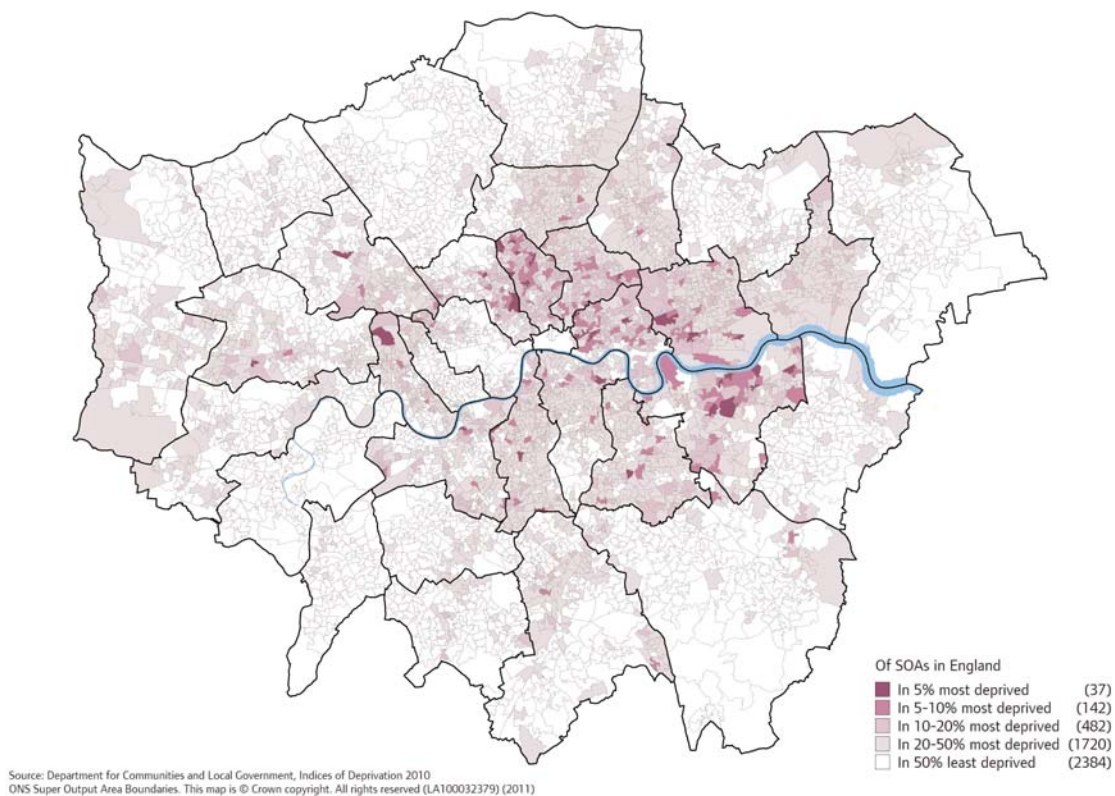 Of SOAs in England
In 5% most deprived (37)
In 5-10% most deprived (142)
In 10-20% most deprived (482)
In 20-50% most deprived (1720)
In 50% least deprived (2384)
Source: Department for Communities and Local Government, Indices of Deprivation 2010
ONS Super Output Area Boundaries. This map is © Crown copyright. All rights reserved (LA100032379) (2011)